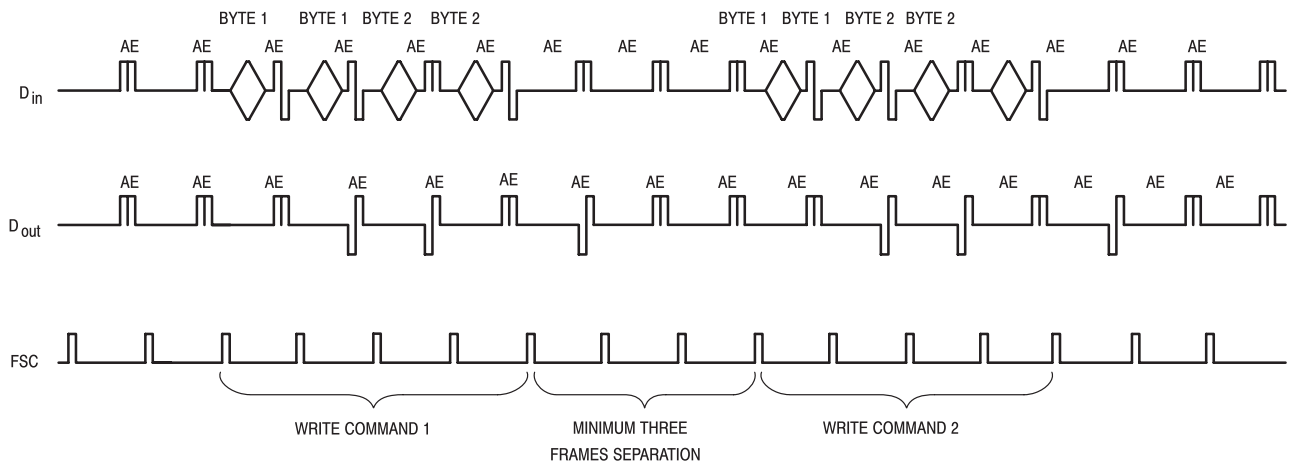 BYTE 1 BYTE 1 BYTE 2 BYTE 2 BYTE 1 BYTE 1 BYTE 2 BYTE 2
AE AE AE AE AE AE AE AE AE AE AE AE AE AE AE AE
D in
AE AE AE AE AE AE AE AE AE AE AE AE AE AE AE AE
D out
FSC
WRITE COMMAND 1 MINIMUM THREE WRITE COMMAND 2
FRAMES SEPARATION